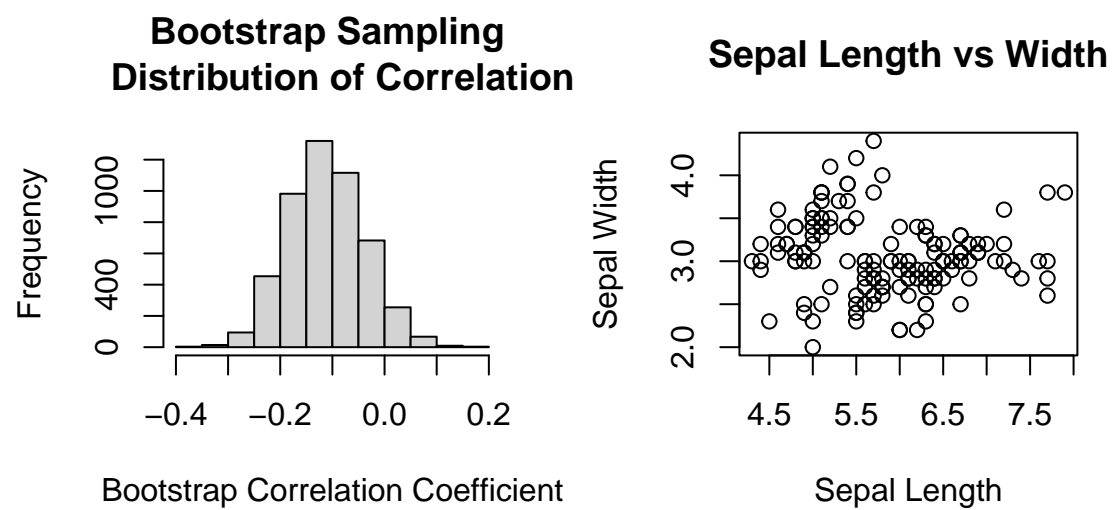 Bootstrap Sampling
Distribution of Correlation
Frequency
1000
400
0
−0.4 −0.2 0.0 0.2
Bootstrap Correlation Coefficient
Sepal Length vs Width
Sepal Width
4.0
3.0
2.0
4.5 5.5 6.5 7.5
Sepal Length